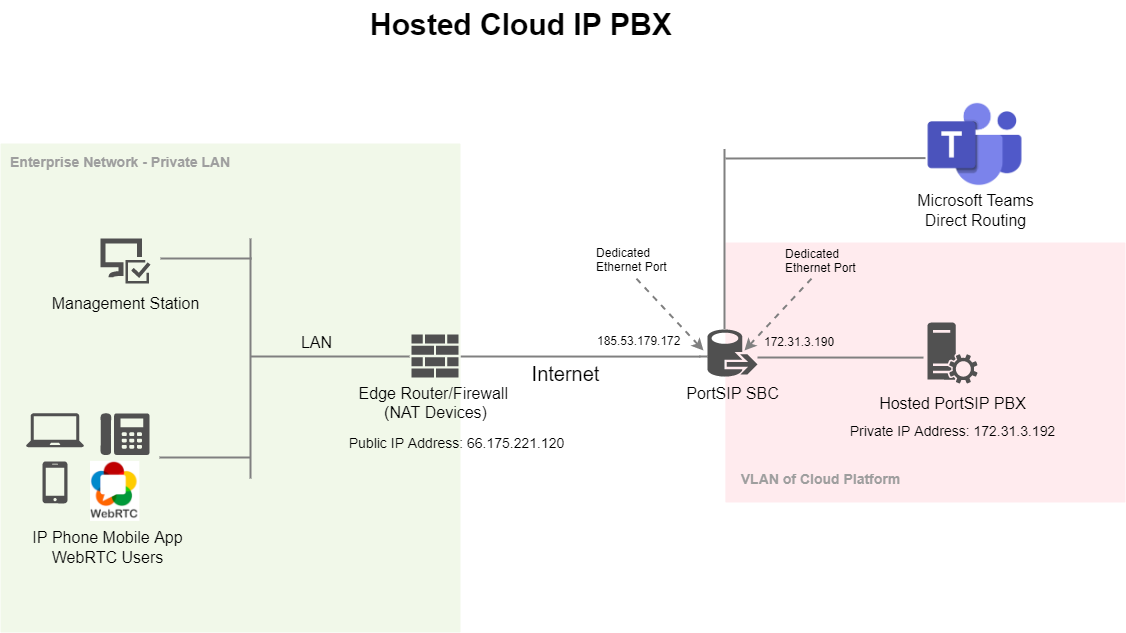 Hosted Cloud IP PBX
Enterprise Network - Private LAN
Management Station
LAN
Edge Router/Firewall
(NAT Devices)
Public IP Address: 66.175.221.120
WebRTC
IP Phone Mobile App
WebRTC Users
Internet
Dedicated
Ethernet Port
185.53.179.172
PortSIP SBC
Dedicated
Ethernet Port
172.31.3.190
T
Microsoft Teams
Direct Routing
Hosted PortSIP PBX
Private IP Address: 172.31.3.192
VLAN of Cloud Platform